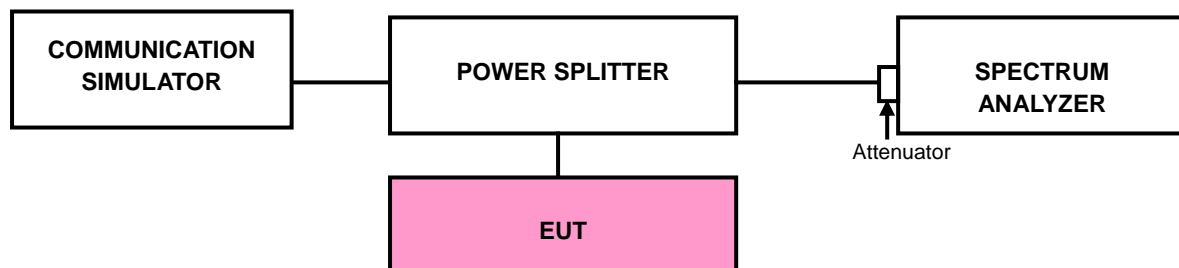 COMMUNICATION
SIMULATOR
POWER SPLITTER
SPECTRUM
ANALYZER
Attenuator
EUT